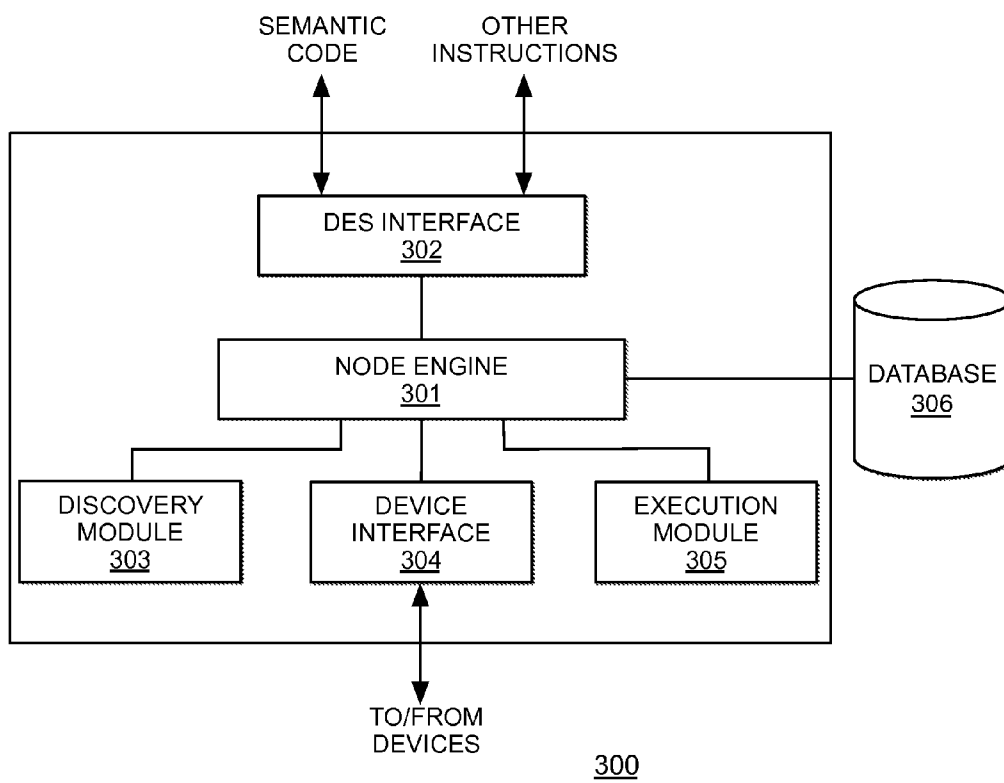 SEMANTIC
CODE
OTHER
INSTRUCTIONS
DES INTERFACE
302
NODE ENGINE
301
DATABASE
306
DISCOVERY
MODULE
303
DEVICE
INTERFACE
304
EXECUTION
MODULE
305
TO/FROM
DEVICES
300